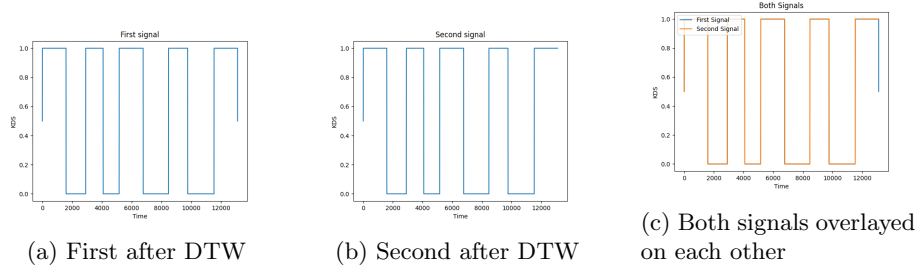 First signal
1.0
0.8
0.6
0.4
0.2
0.0
KDS
0 2000 4000 6000 8000 10000 12000
Time
(a) First after DTW
Second signal
1.0
0.8
0.6
0.4
0.2
0.0
KDS
0 2000 4000 6000 8000 10000 12000
Time
(b) Second after DTW
Both Signals
First Signal
Second Signal
1.0
0.8
0.6
0.4
0.2
0.0
KDS
0 2000 4000 6000 8000 10000 12000
Time
(c) Both signals overlayed
on each other